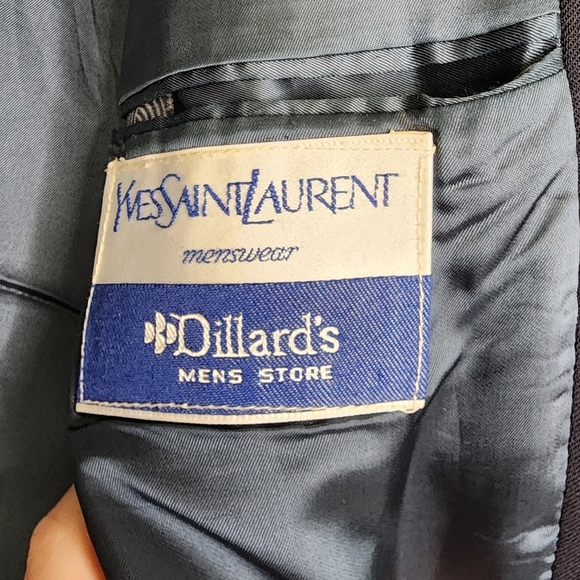 YVESSAINTLAURENT
menswear
Dillard's
MENS STORE